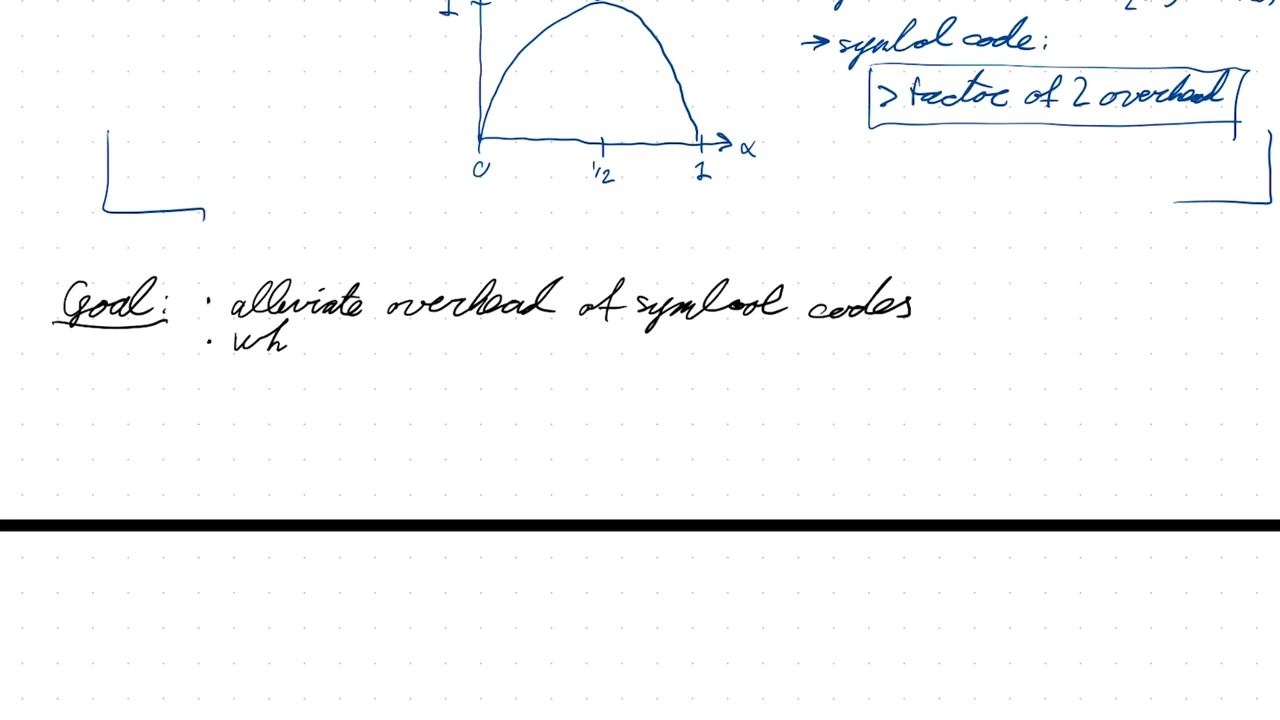 1
→ symbol code:
> factor of 2 overhead
α
0 1/2 1
Goal: · alleviate overhead of symbol codes
· wh